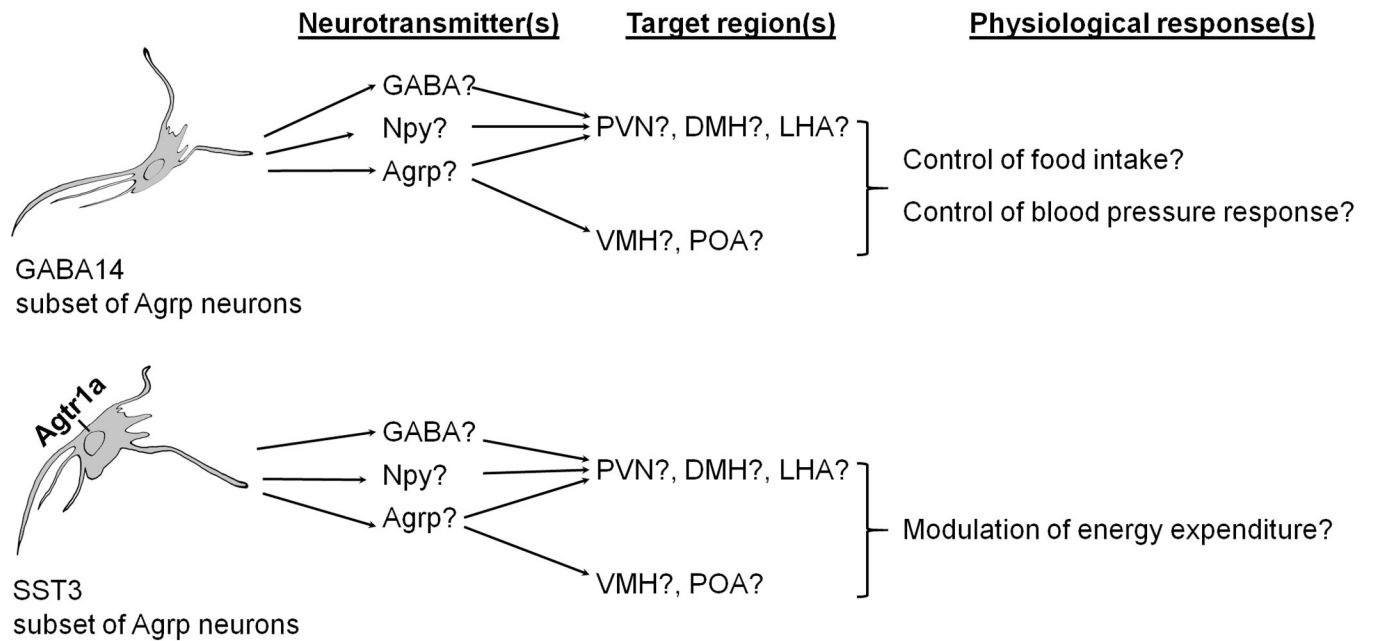 Neurotransmitter(s) Target region(s) Physiological response(s)
GABA?
Npy?
Agrp?
PVN?, DMH?, LHA?
VMH?, POA?
Control of food intake?
Control of blood pressure response?
GABA14
subset of Agrp neurons
Agtr1a
GABA?
Npy?
Agrp?
PVN?, DMH?, LHA?
VMH?, POA?
Modulation of energy expenditure?
SST3
subset of Agrp neurons